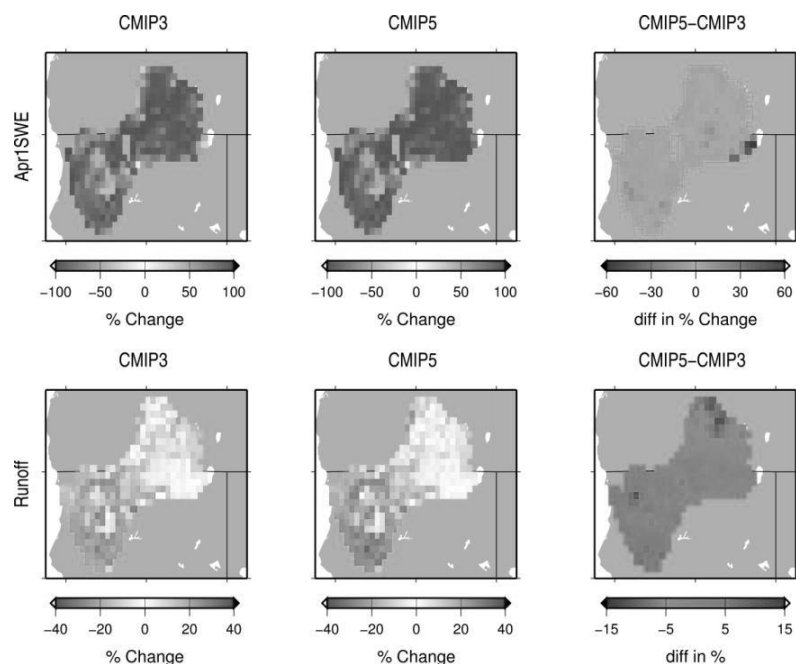 CMIP3 CMIP5 CMIP5−CMIP3
Apr1SWE
−100 −50 0 50 100 −100 −50 0 50 100 −60 −30 0 30 60
% Change % Change diff in % Change
CMIP3 CMIP5 CMIP5−CMIP3
Runoff
−40 −20 0 20 40 −40 −20 0 20 40 −15 −5 5 15
% Change % Change diff in %